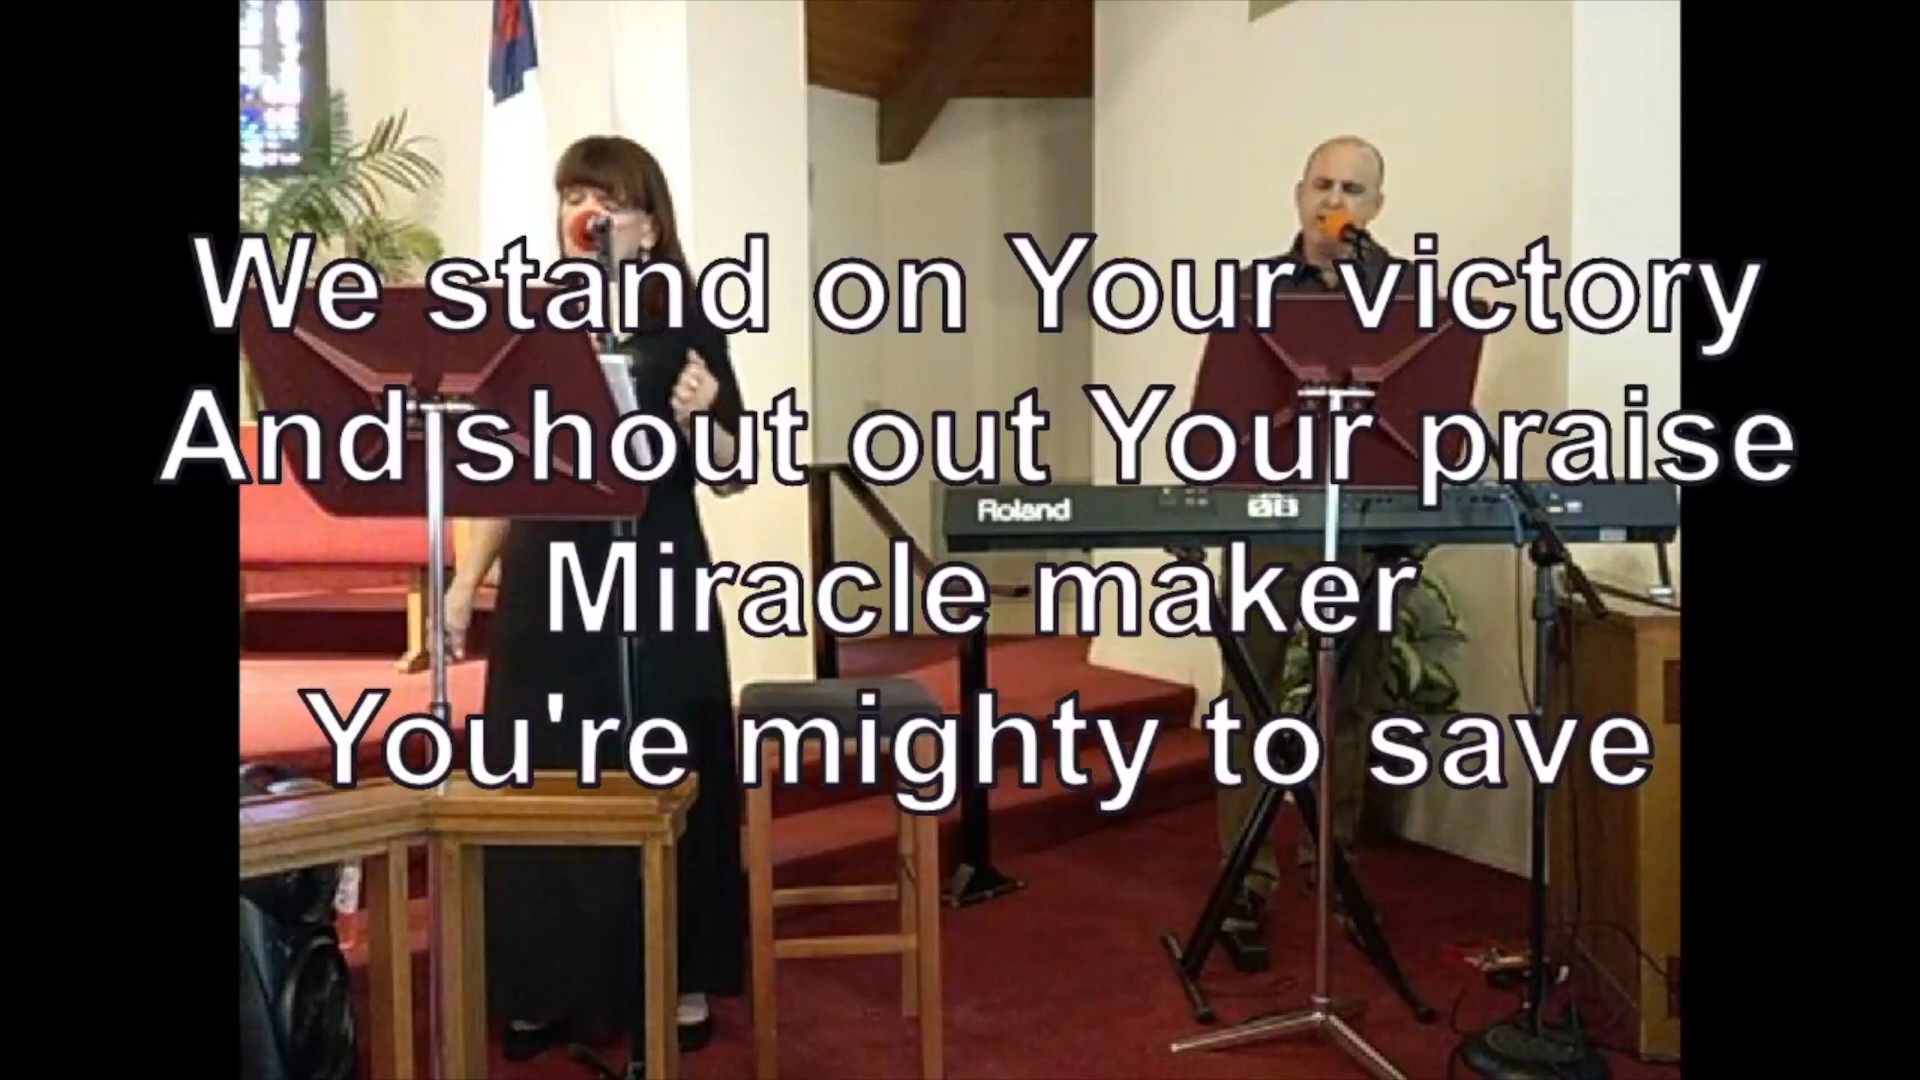 We stand on Your victory
And shout out Your praise
Roland
Miracle maker
You're mighty to save